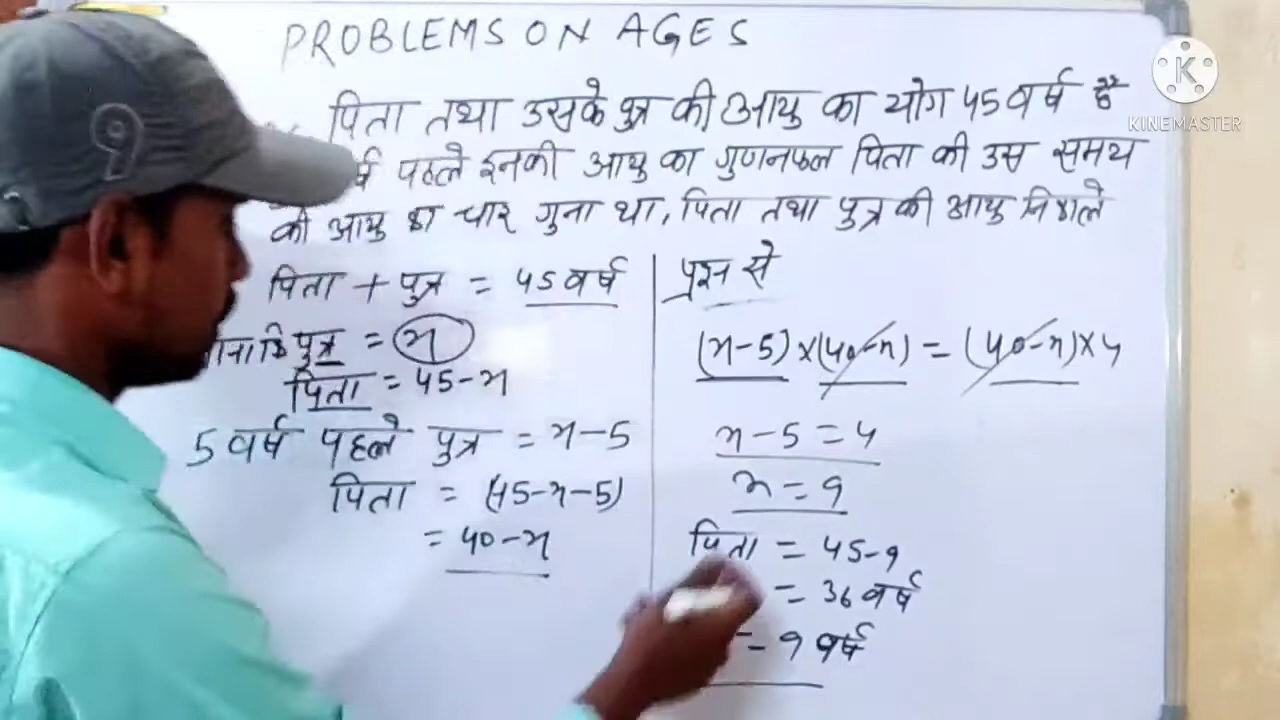 PROBLEMS ON AGES
पिता तथा उसके पुत्र की आयु का योग 45 वर्ष है
पहले इनकी आयु का गुणनफल पिता की उस समय
की आयु का चार गुना था, पिता तथा पुत्र की आयु निकाले
पिता + पुत्र = 45 वर्ष
पुत्र = x
पिता = 45-x
5 वर्ष पहले पुत्र = x-5
पिता = (45-x-5)
= 40-x
प्रश्न से
(x-5) × (40-x) = (40-x) × 4
x-5 = 4
x = 9
पिता = 45-9
= 36 वर्ष
= 9 वर्ष
9
K
KINEMASTER